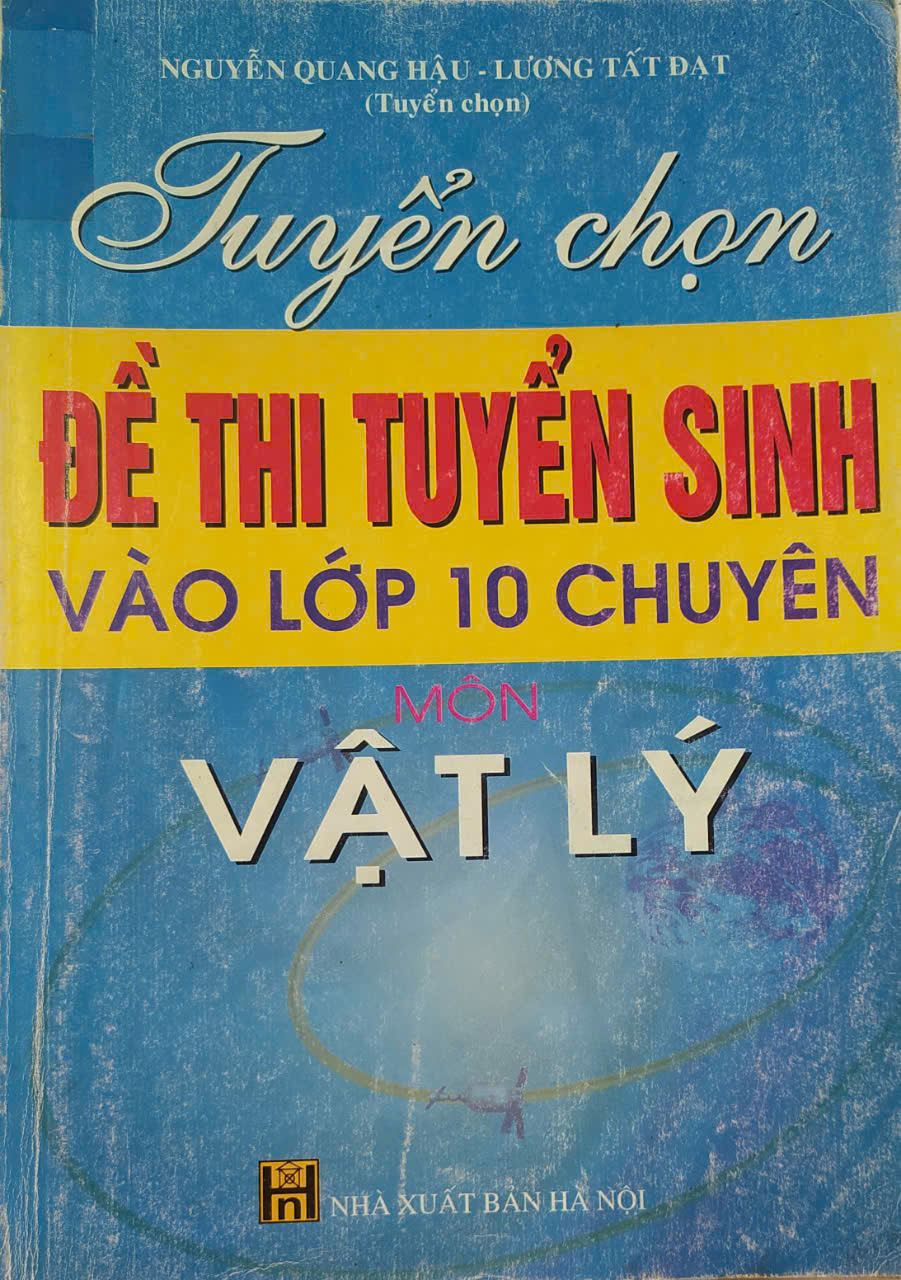 NGUYỄN QUANG HẬU - LƯƠNG TẤT ĐẠT
(Tuyển chọn)
Tuyển chọn
ĐỀ THI TUYỂN SINH
VÀO LỚP 10 CHUYÊN
MÔN
VẬT LÝ
Hn NHÀ XUẤT BẢN HÀ NỘI